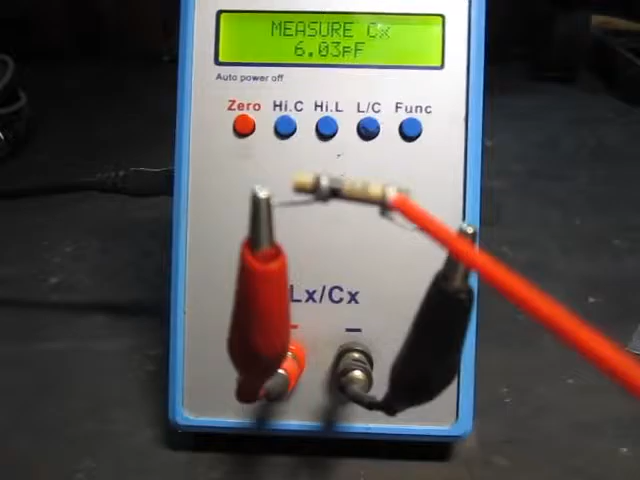 MEASURE Cx
6.03pF
Auto power off
Zero Hi.C Hi.L L/C Func
Lx/Cx